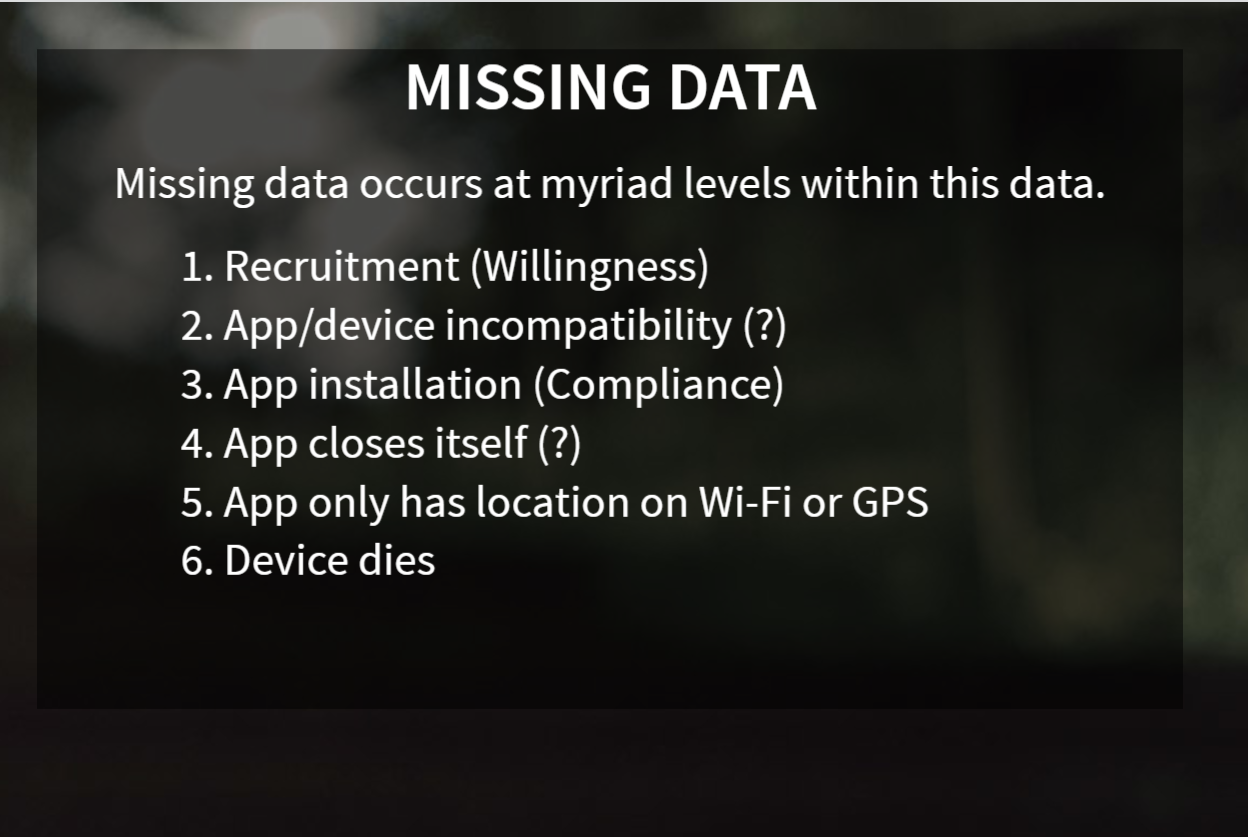 MISSING DATA
Missing data occurs at myriad levels within this data.
1. Recruitment (Willingness)
2. App/device incompatibility (?)
3. App installation (Compliance)
4. App closes itself (?)
5. App only has location on Wi-Fi or GPS
6. Device dies